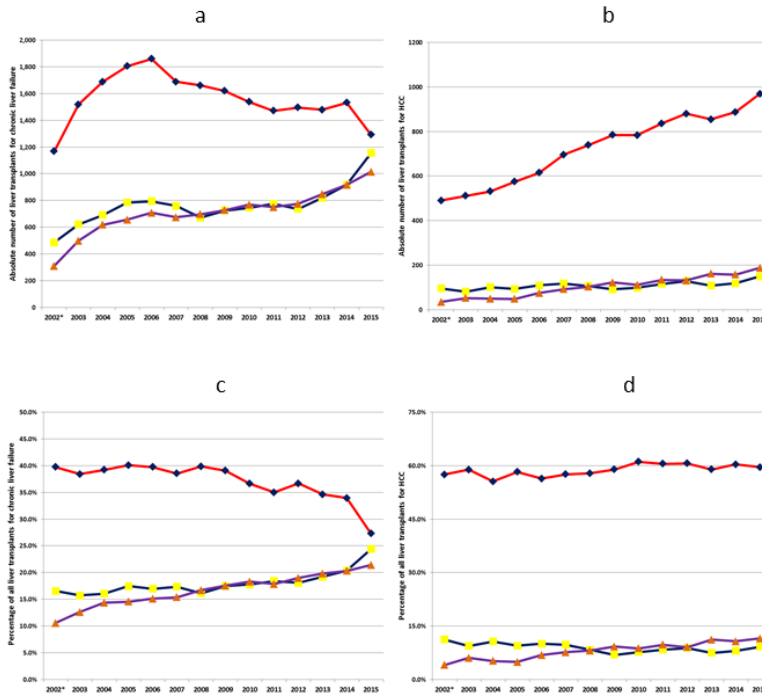 a
Absolute number of liver transplants for chronic liver failure
2,000
1,800
1,600
1,400
1,200
1,000
800
600
400
200
0
2002* 2003 2004 2005 2006 2007 2008 2009 2010 2011 2012 2013 2014 2015
b
Absolute number of liver transplants for HCC
1200
1000
800
600
400
200
0
2002* 2003 2004 2005 2006 2007 2008 2009 2010 2011 2012 2013 2014 201
c
Percentage of all liver transplants for chronic liver failure
50.0%
45.0%
40.0%
35.0%
30.0%
25.0%
20.0%
15.0%
10.0%
5.0%
0.0%
2002* 2003 2004 2005 2006 2007 2008 2009 2010 2011 2012 2013 2014 2015
d
Percentage of all liver transplants for HCC
75.0%
60.0%
45.0%
30.0%
15.0%
0.0%
2002* 2003 2004 2005 2006 2007 2008 2009 2010 2011 2012 2013 2014 201